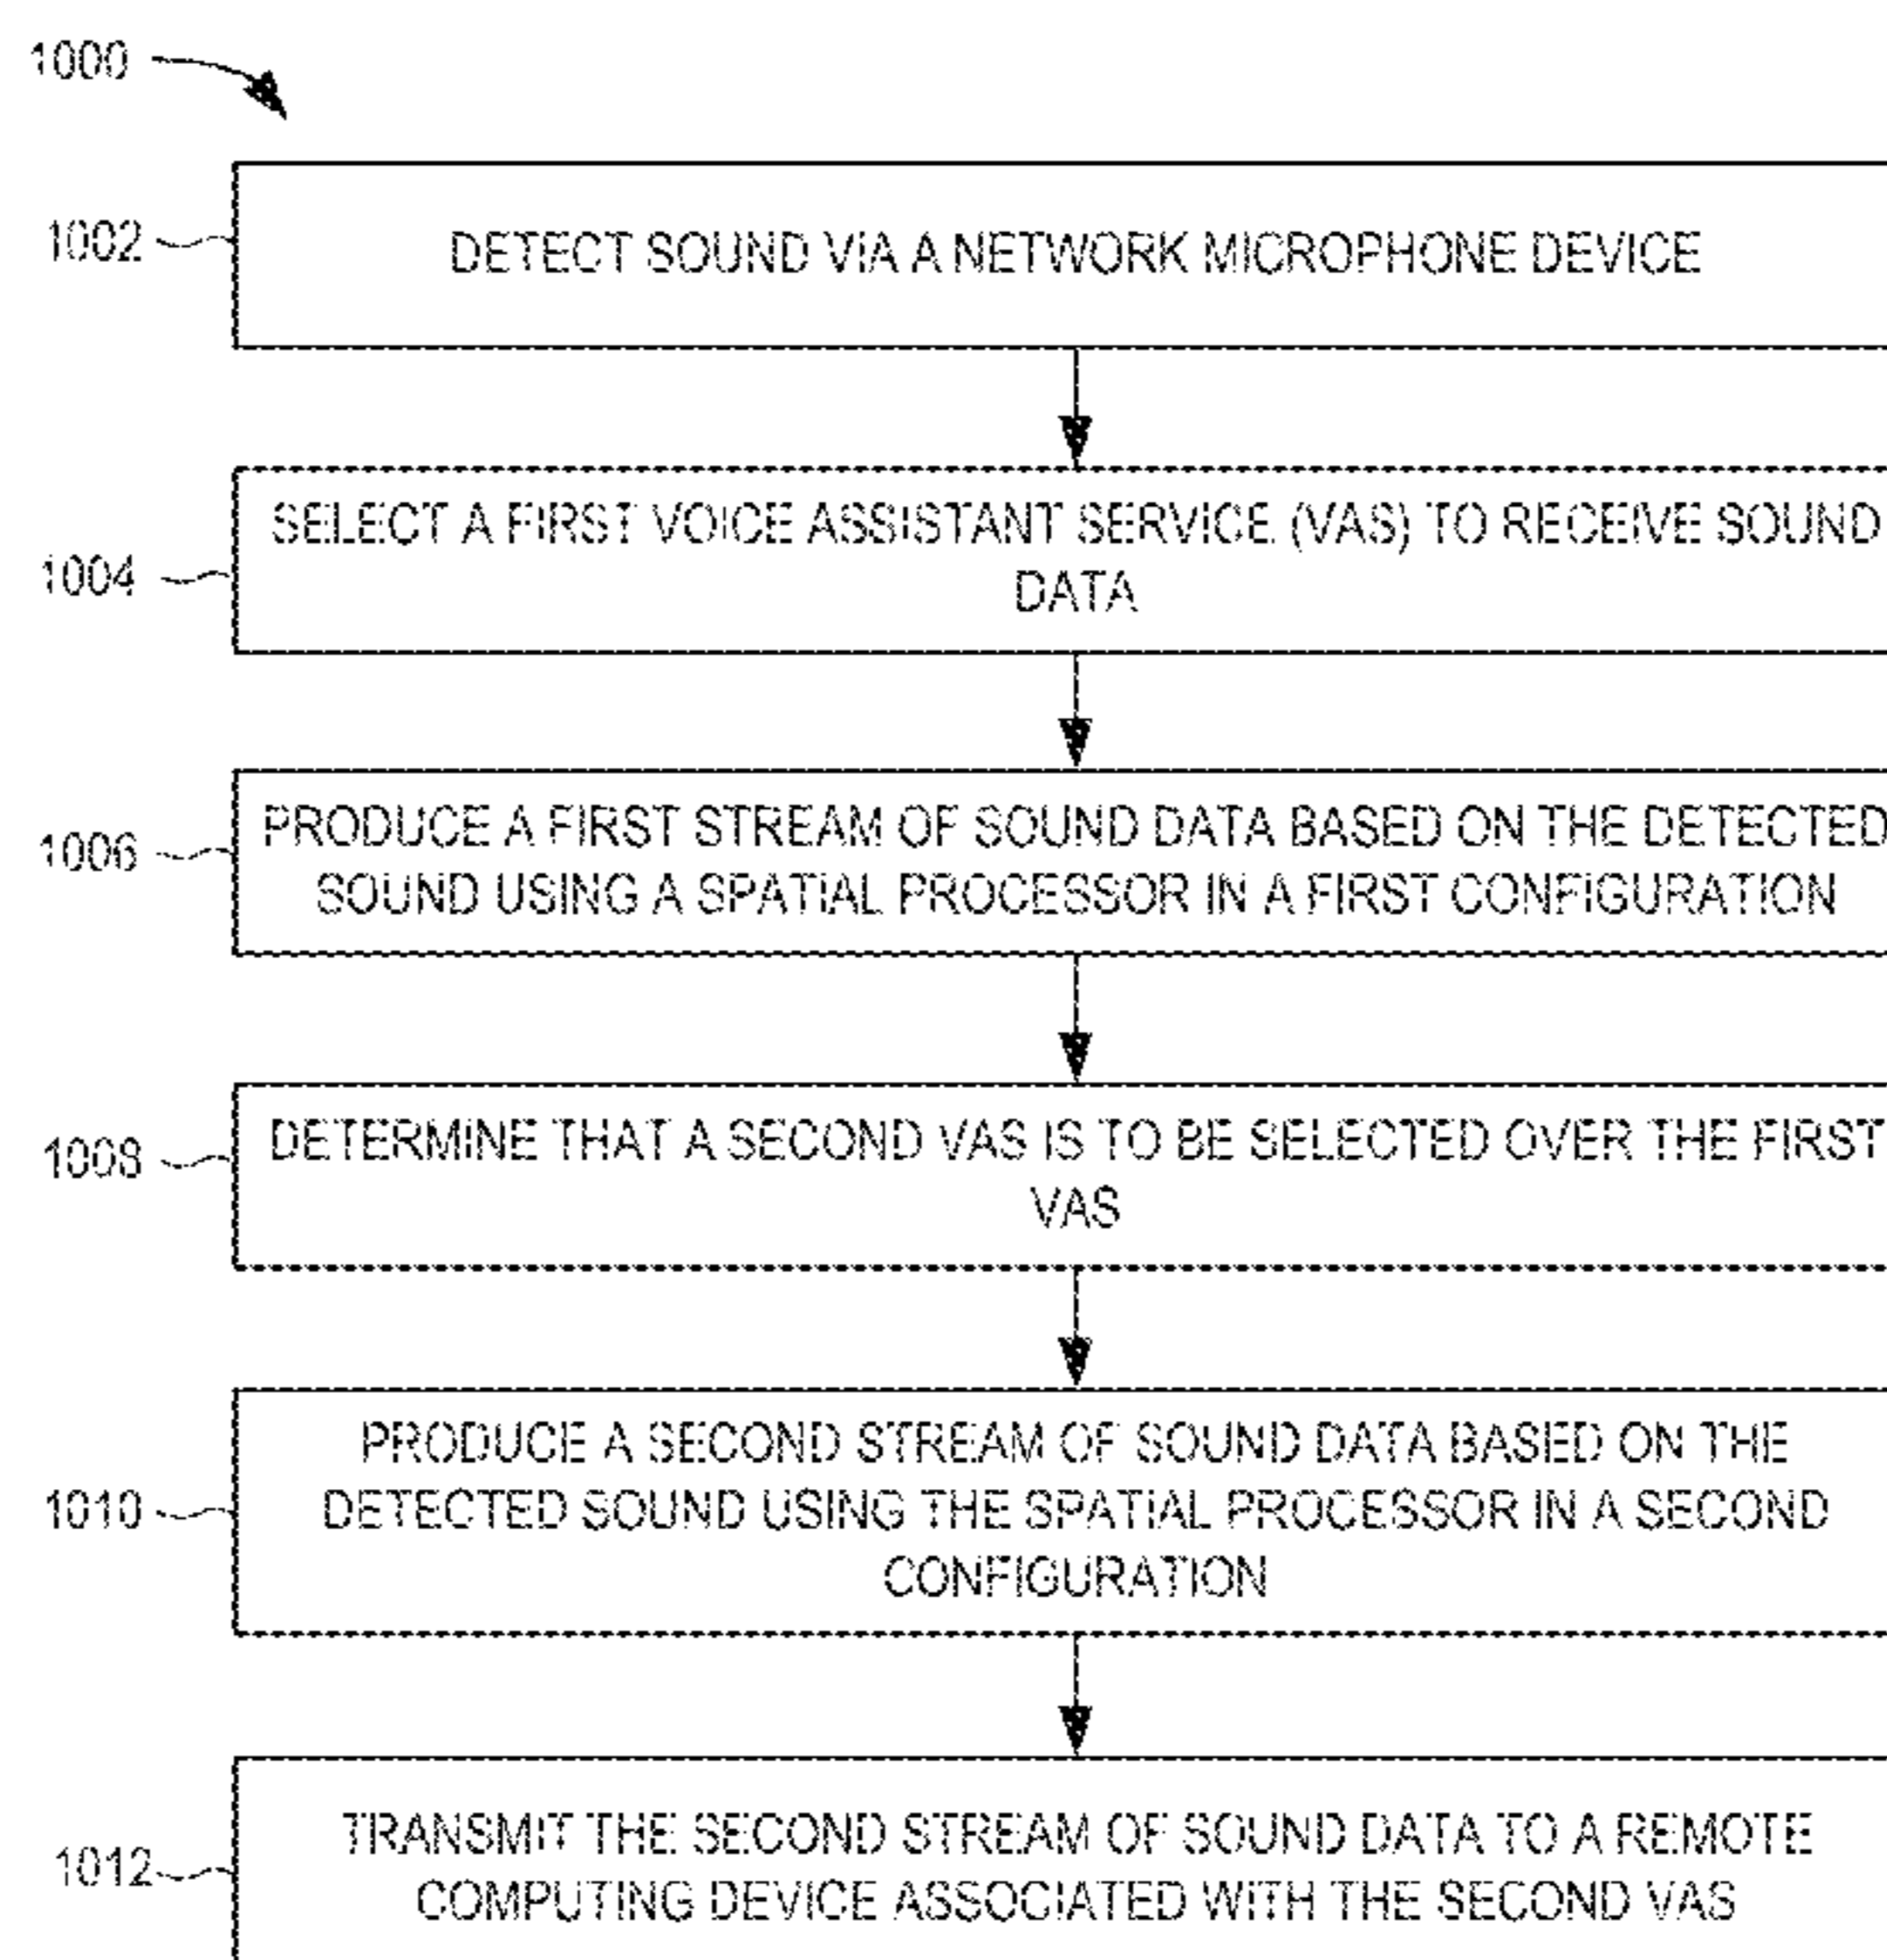 1000
1002
DETECT SOUND VIA A NETWORK MICROPHONE DEVICE
SELECT A FIRST VOICE ASSISTANT SERVICE (VAS) TO RECEIVE SOUND
1004
DATA
PRODUCE A FIRST STREAM OF SOUND DATA BASED ON THE DETECTED
1006
SOUND USING A SPATIAL PROCESSOR IN A FIRST CONFIGURATION
DETERMINE THAT A SECOND VAS IS TO BE SELECTED OVER THE FIRST
1008
VAS
PRODUCE A SECOND STREAM OF SOUND DATA BASED ON THE
1010
DETECTED SOUND USING THE SPATIAL PROCESSOR IN A SECOND
CONFIGURATION
TRANSMIT THE SECOND STREAM OF SOUND DATA TO A REMOTE
1012
COMPUTING DEVICE ASSOCIATED WITH THE SECOND VAS